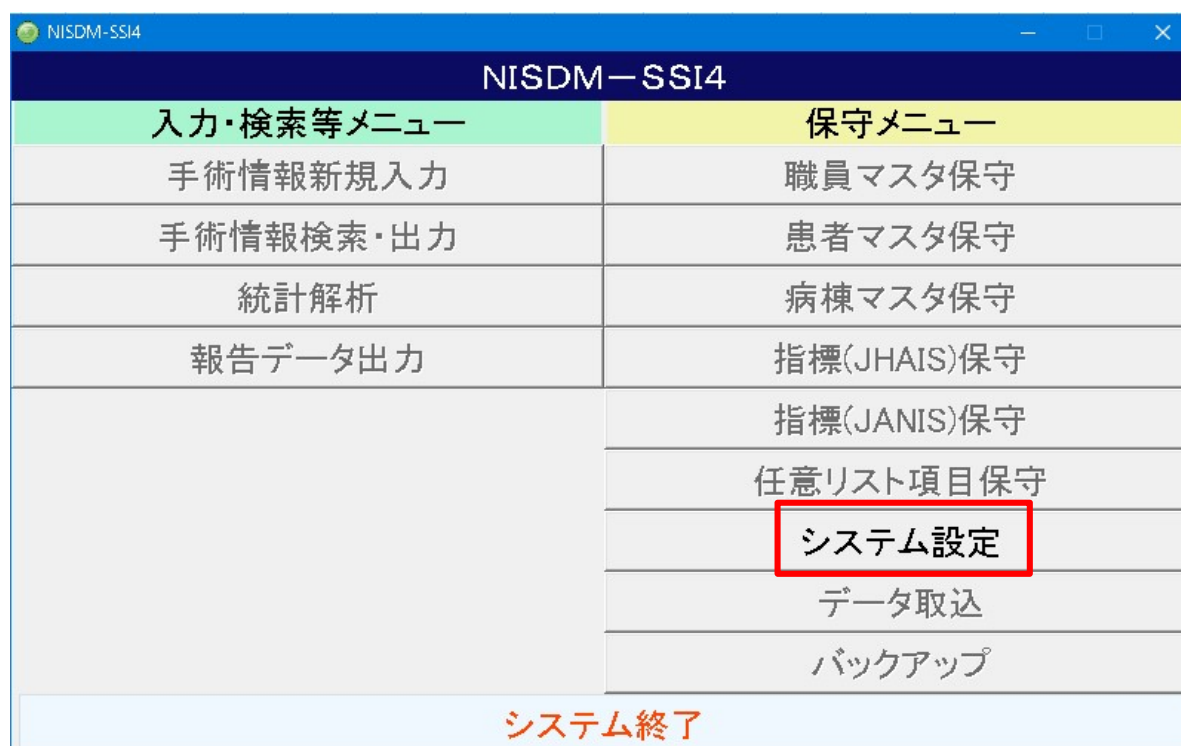 NISDM-SSI4
NISDM－SSI4
入力・検索等メニュー
手術情報新規入力
手術情報検索・出力
統計解析
報告データ出力
保守メニュー
職員マスタ保守
患者マスタ保守
病棟マスタ保守
指標(JHAIS)保守
指標(JANIS)保守
任意リスト項目保守
システム設定
データ取込
バックアップ
システム終了